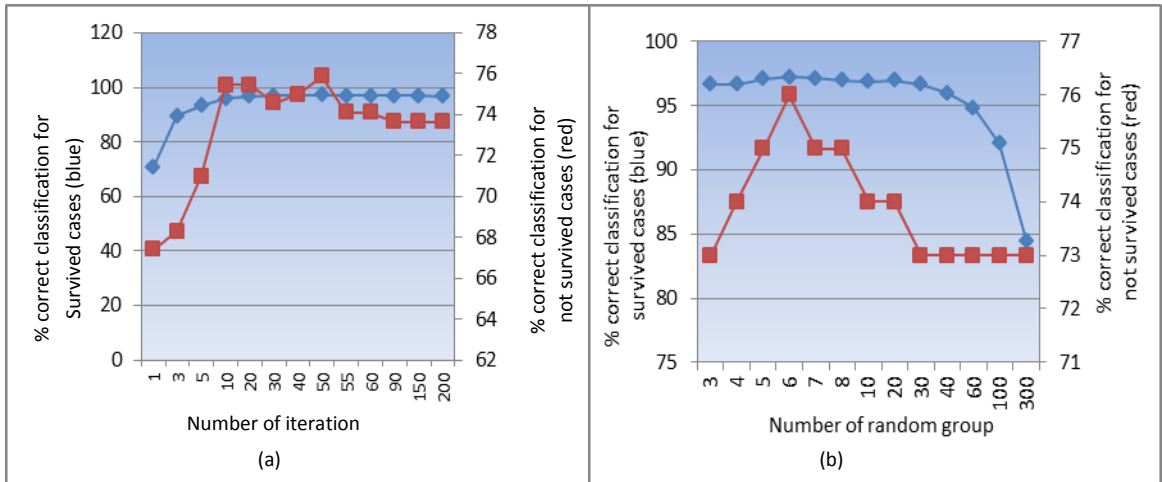 % correct classification for
Survived cases (blue)
120
100
80
60
40
20
0
78
76
74
72
70
68
66
64
62
% correct classification for
not survived cases (red)
1 3 5 10 20 30 40 50 55 60 90 150 200
Number of iteration
(a)
% correct classification for
survived cases (blue)
100
95
90
85
80
75
77
76
75
74
73
72
71
% correct classification for
not survived cases (red)
3 4 5 6 7 8 10 20 30 40 60 100 300
Number of random group
(b)